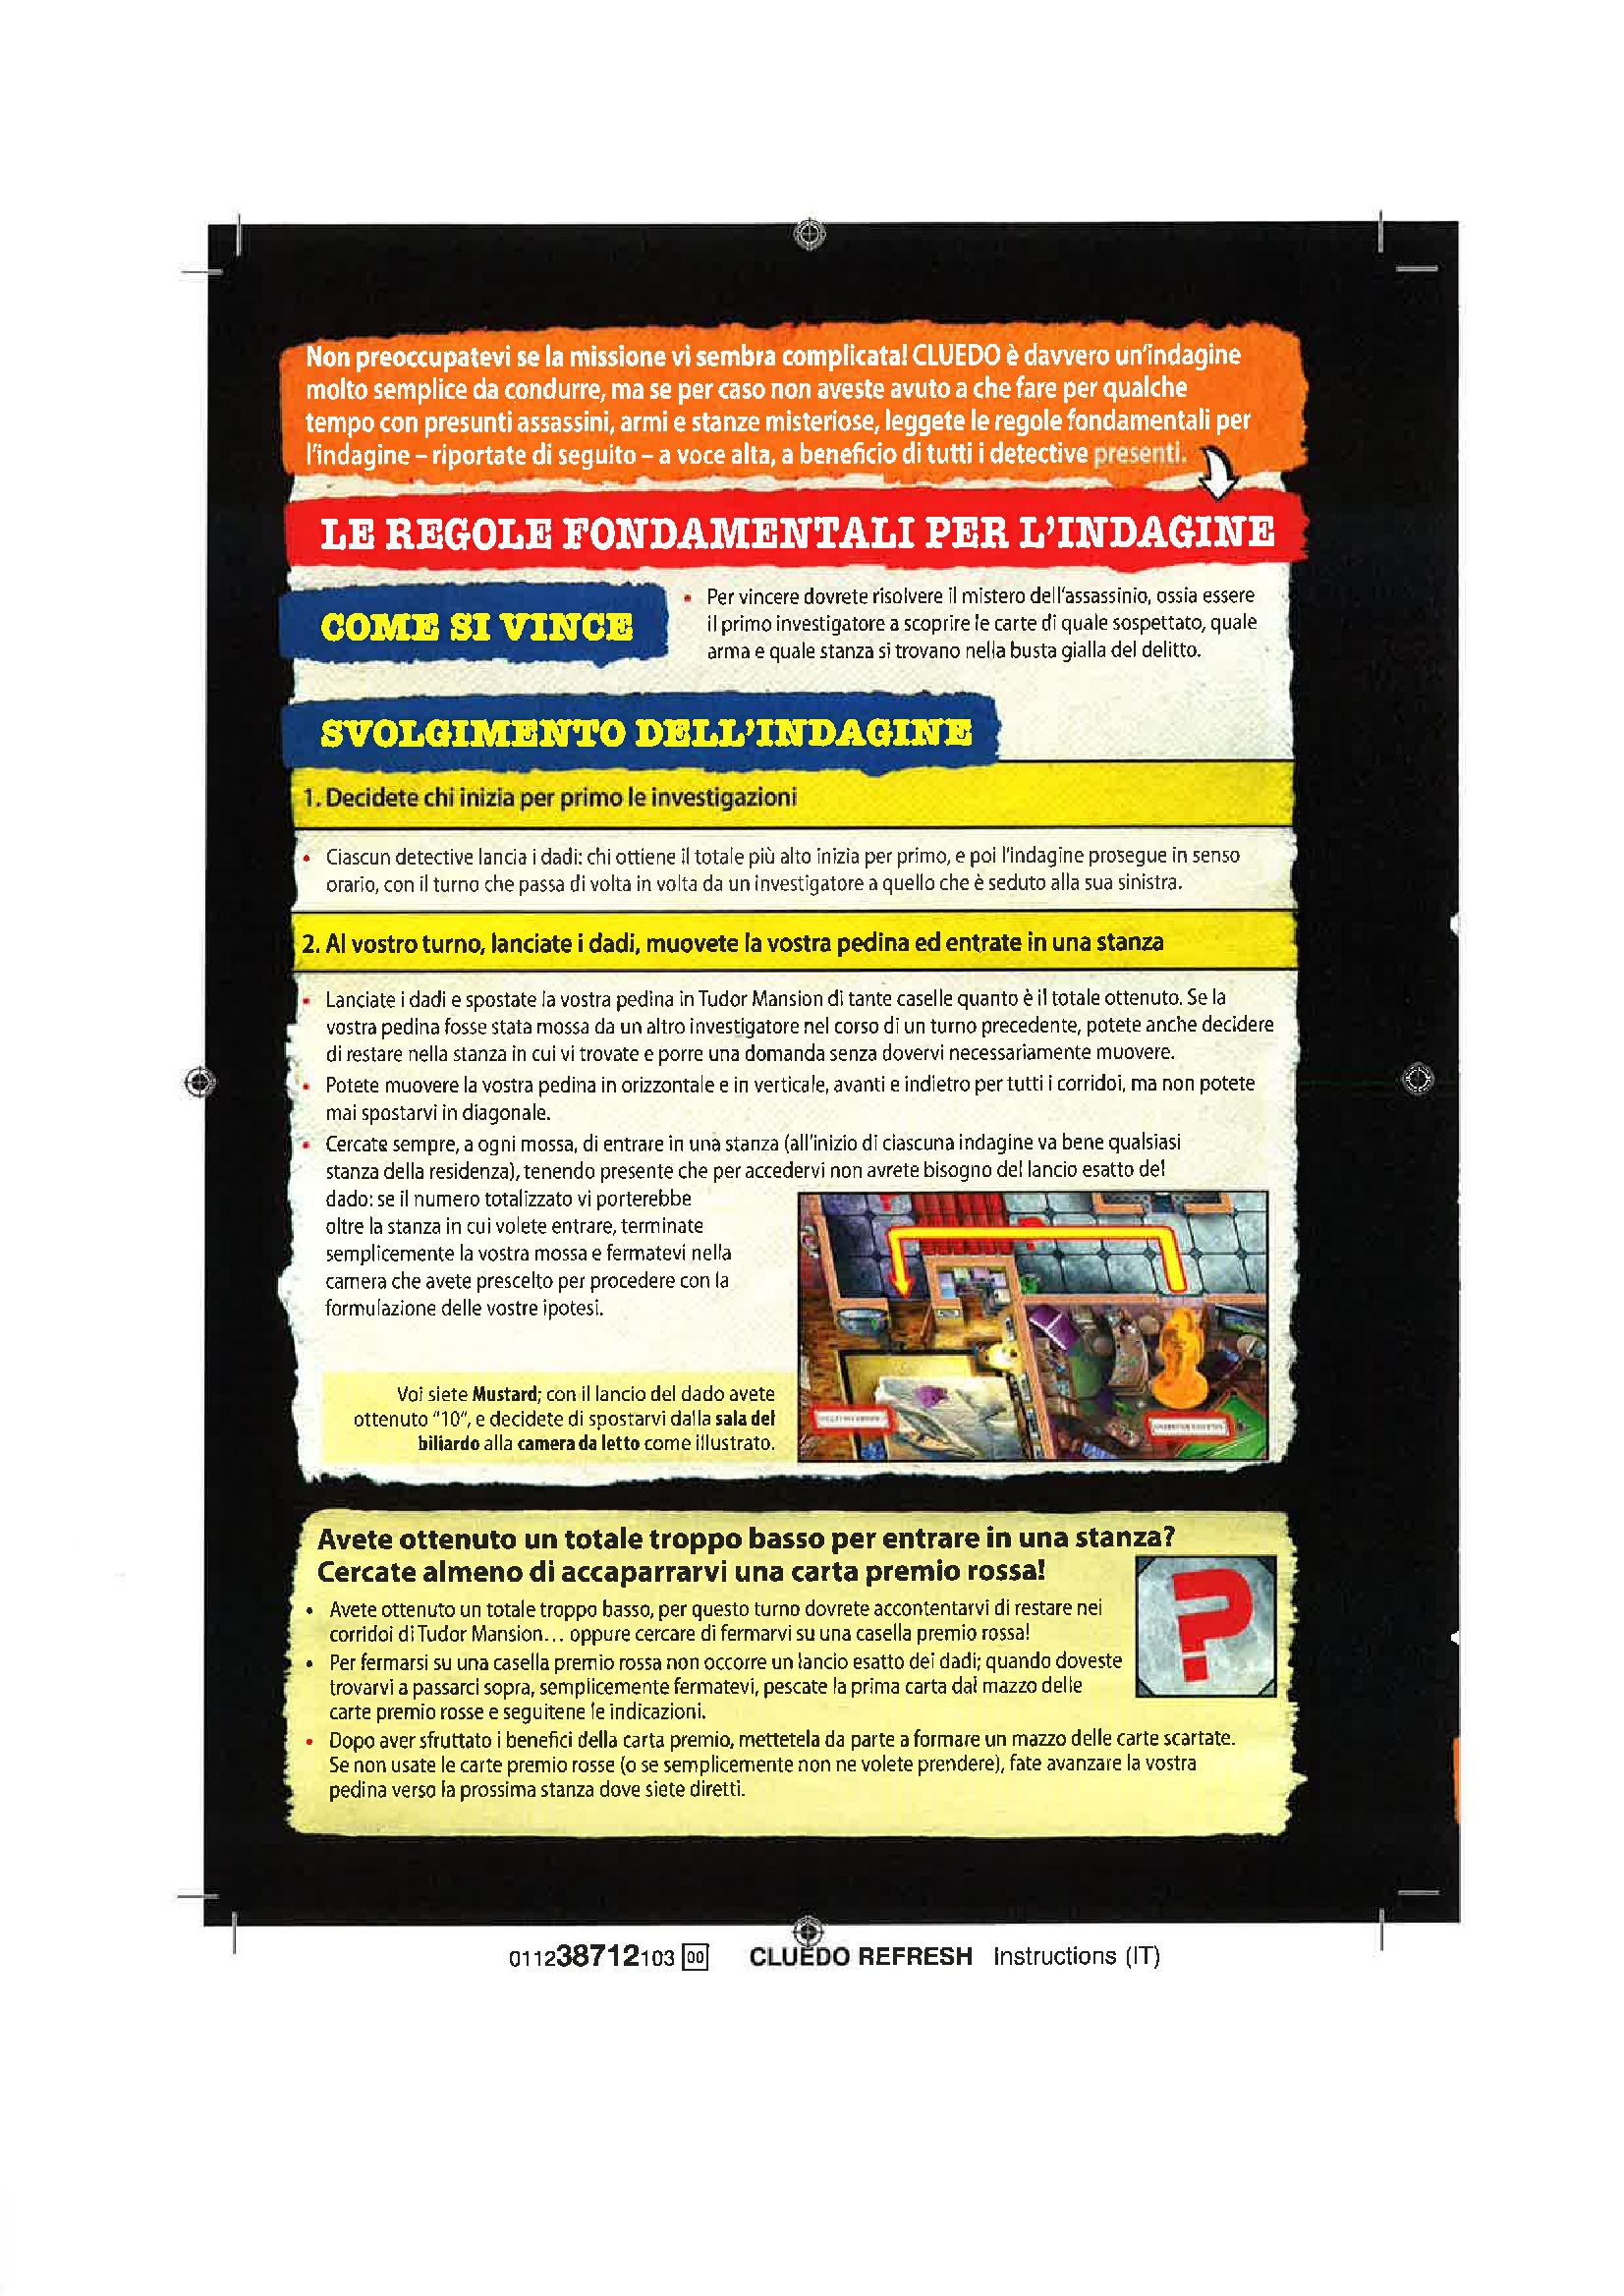 Non preoccupatevi se la missione vi sembra complicata! CLUEDO è davvero un'indagine
molto semplice da condurre, ma se per caso non aveste avuto a che fare per qualche
tempo con presunti assassini, armi e stanze misteriose, leggete le regole fondamentali per
l'indagine – riportate di seguito – a voce alta, a beneficio di tutti i detective presenti.
LE REGOLE FONDAMENTALI PER L'INDAGINE
COME SI VINCE
• Per vincere dovrete risolvere il mistero dell'assassinio, ossia essere
il primo investigatore a scoprire le carte di quale sospettato, quale
arma e quale stanza si trovano nella busta gialla del delitto.
SVOLGIMENTO DELL'INDAGINE
1. Decidete chi inizia per primo le investigazioni
• Ciascun detective lancia i dadi: chi ottiene il totale più alto inizia per primo, e poi l'indagine prosegue in senso
orario, con il turno che passa di volta in volta da un investigatore a quello che è seduto alla sua sinistra.
2. Al vostro turno, lanciate i dadi, muovete la vostra pedina ed entrate in una stanza
• Lanciate i dadi e spostate la vostra pedina in Tudor Mansion di tante caselle quanto è il totale ottenuto. Se la
vostra pedina fosse stata mossa da un altro investigatore nel corso di un turno precedente, potete anche decidere
di restare nella stanza in cui vi trovate e porre una domanda senza dovervi necessariamente muovere.
• Potete muovere la vostra pedina in orizzontale e in verticale, avanti e indietro per tutti i corridoi, ma non potete
mai spostarvi in diagonale.
• Cercate sempre, a ogni mossa, di entrare in una stanza (all'inizio di ciascuna indagine va bene qualsiasi
stanza della residenza), tenendo presente che per accedervi non avrete bisogno del lancio esatto del
dado: se il numero totalizzato vi porterebbe
oltre la stanza in cui volete entrare, terminate
semplicemente la vostra mossa e fermatevi nella
camera che avete prescelto per procedere con la
formulazione delle vostre ipotesi.
Voi siete Mustard; con il lancio del dado avete
ottenuto "10", e decidete di spostarvi dalla sala del
biliardo alla camera da letto come illustrato.
Avete ottenuto un totale troppo basso per entrare in una stanza?
Cercate almeno di accaparrarvi una carta premio rossa!
?
• Avete ottenuto un totale troppo basso, per questo turno dovrete accontentarvi di restare nei
corridoi di Tudor Mansion... oppure cercare di fermarvi su una casella premio rossa!
• Per fermarsi su una casella premio rossa non occorre un lancio esatto dei dadi; quando doveste
trovarvi a passarci sopra, semplicemente fermatevi, pescate la prima carta dal mazzo delle
carte premio rosse e seguitene le indicazioni.
• Dopo aver sfruttato i benefici della carta premio, mettetela da parte a formare un mazzo delle carte scartate.
Se non usate le carte premio rosse (o se semplicemente non ne volete prendere), fate avanzare la vostra
pedina verso la prossima stanza dove siete diretti.
011238712103 00 CLUEDO REFRESH Instructions (IT)